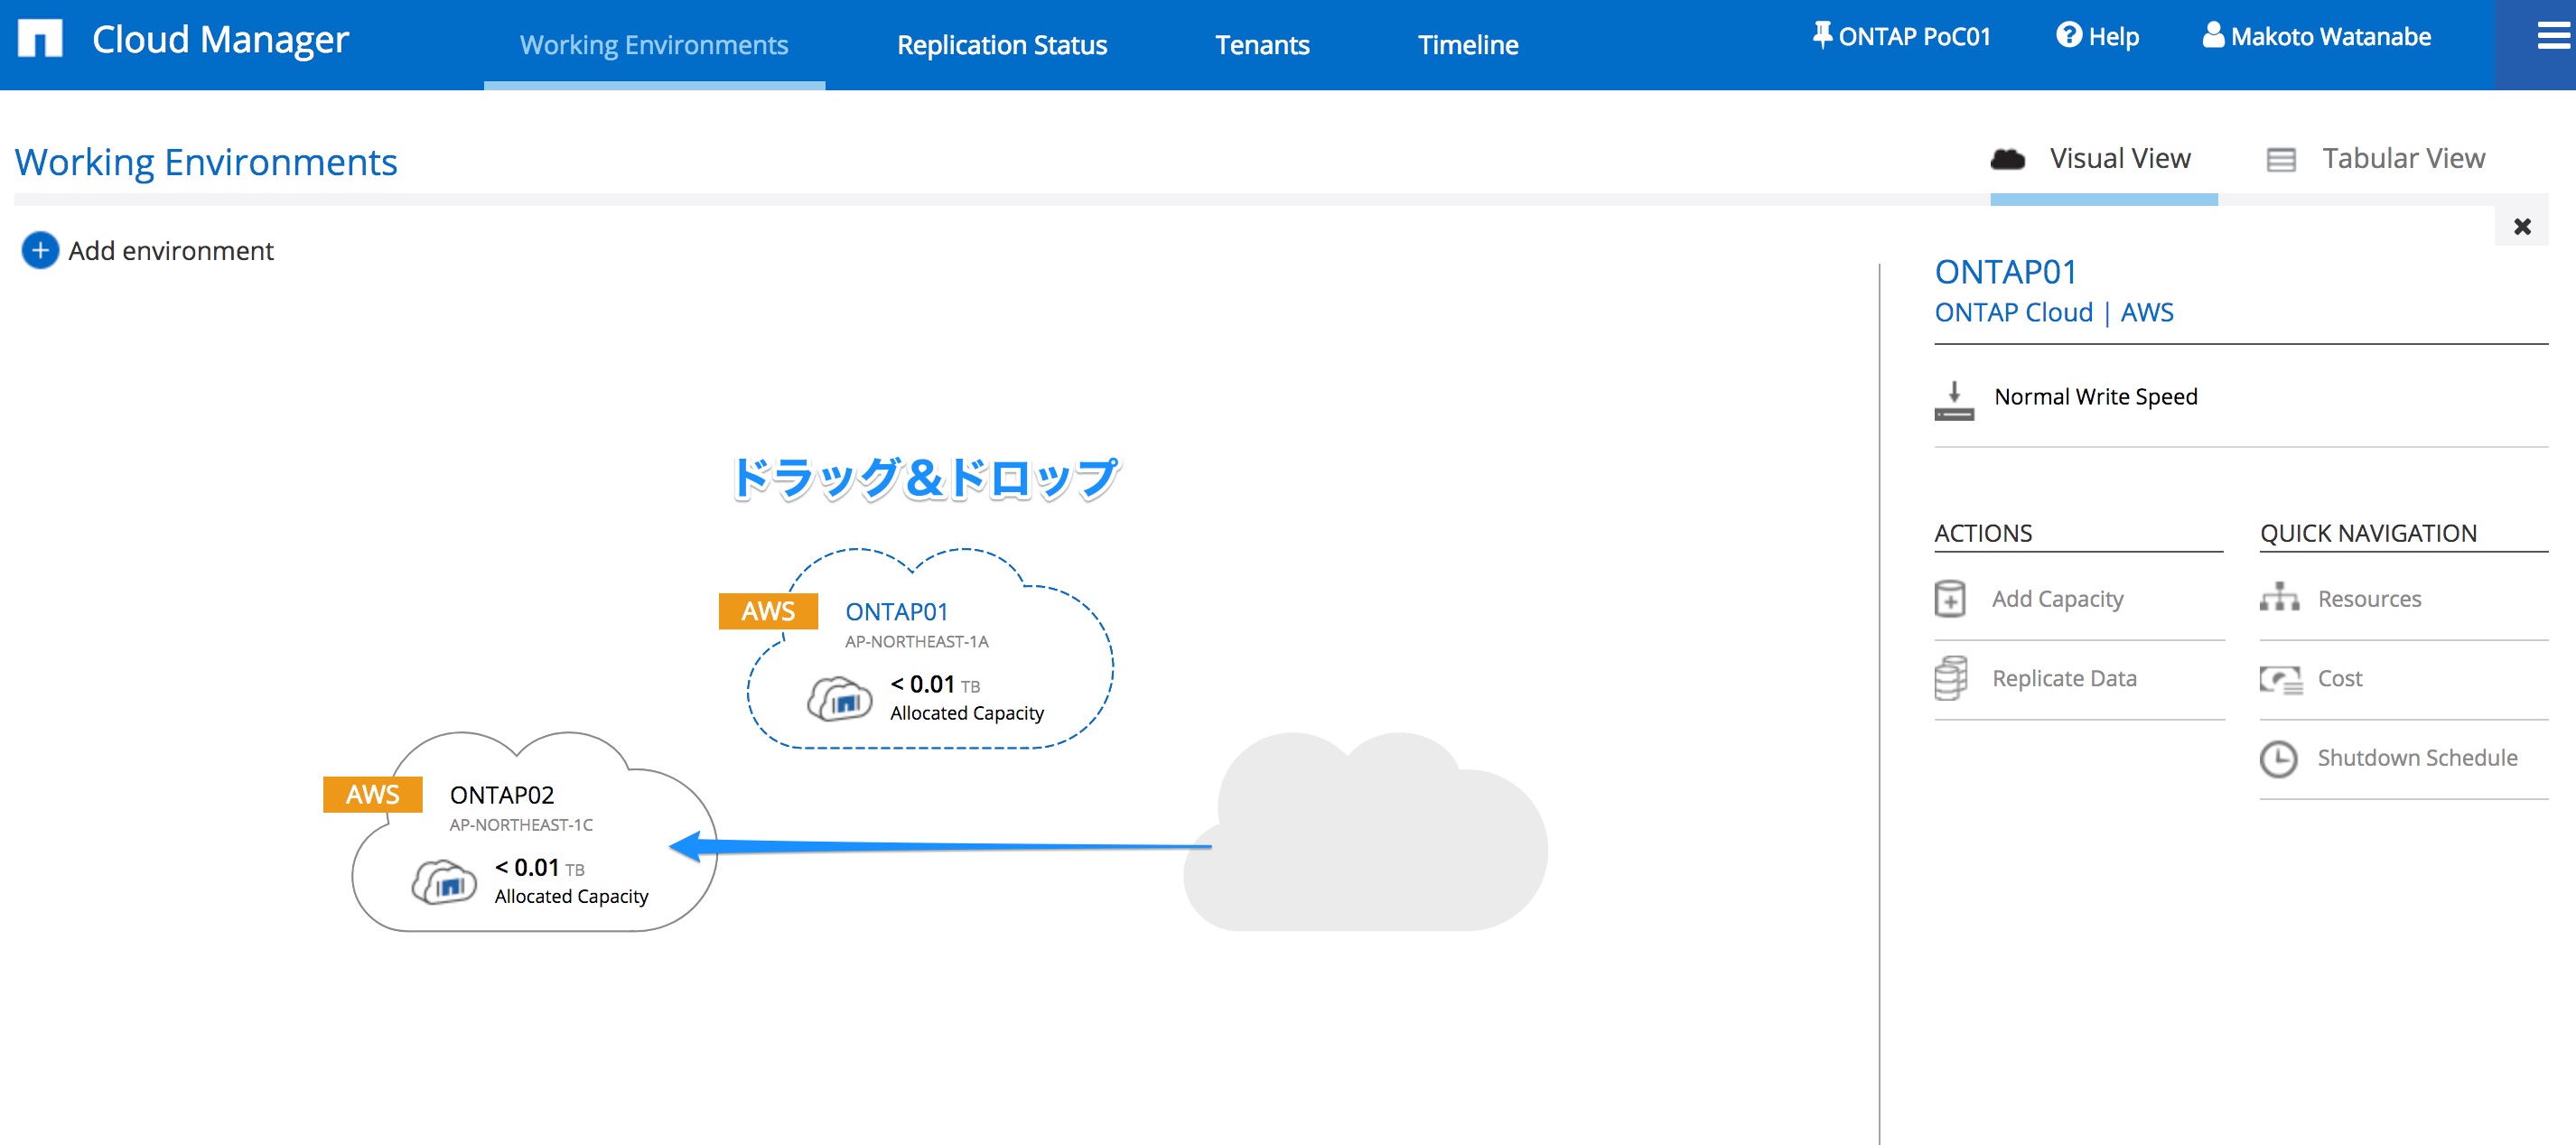 Cloud Manager
Working Environments
Replication Status
Tenants
Timeline
ONTAP PoC01
Help
Makoto Watanabe
Working Environments
Visual View
Tabular View
Add environment
ドラッグ&ドロップ
AWS
ONTAP01
AP-NORTHEAST-1A
< 0.01 TB
Allocated Capacity
AWS
ONTAP02
AP-NORTHEAST-1C
< 0.01 TB
Allocated Capacity
ONTAP01
ONTAP Cloud | AWS
Normal Write Speed
ACTIONS
Add Capacity
Replicate Data
QUICK NAVIGATION
Resources
Cost
Shutdown Schedule